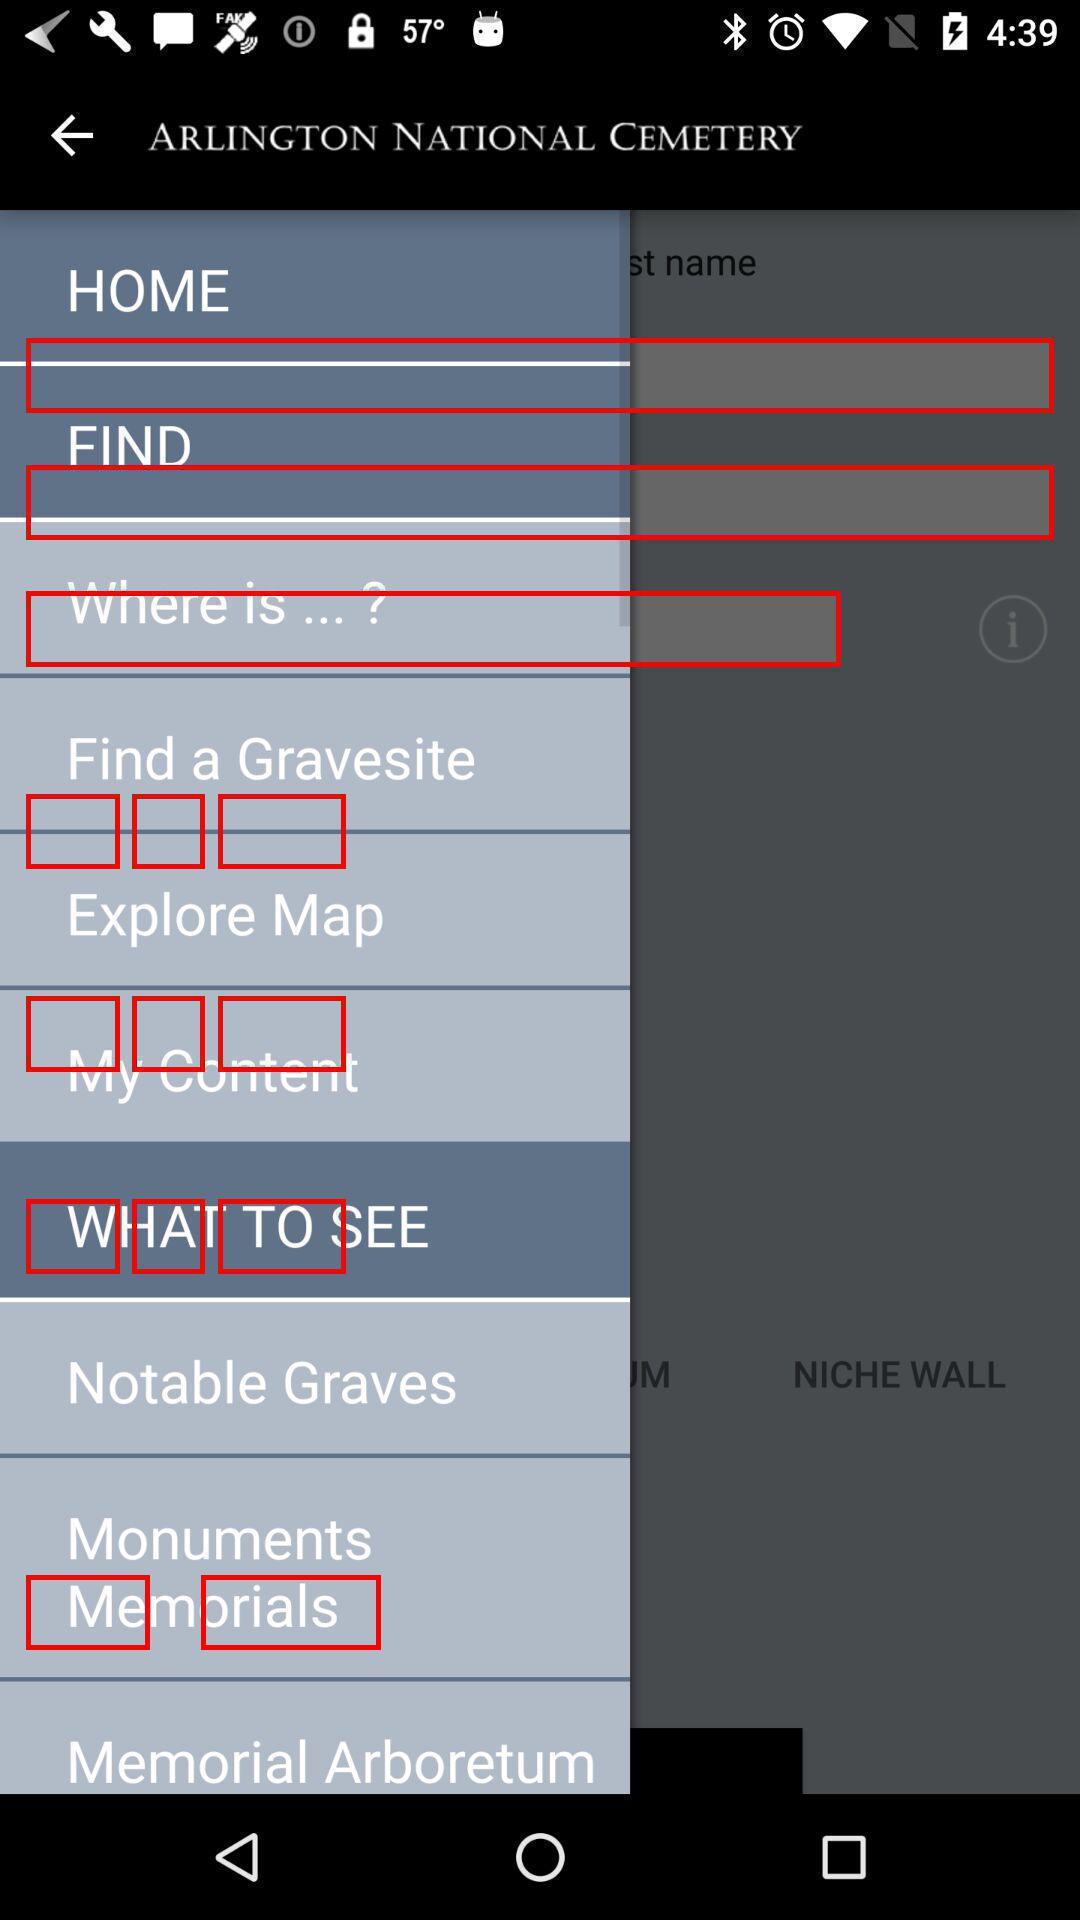 FAKE 57° 4:39
ARLINGTON NATIONAL CEMETERY
HOME
st name
FIND
Where is ... ?
i
Find a Gravesite
Explore Map
My Content
WHAT TO SEE
Notable Graves
UM NICHE WALL
Monuments
Memorials
Memorial Arboretum